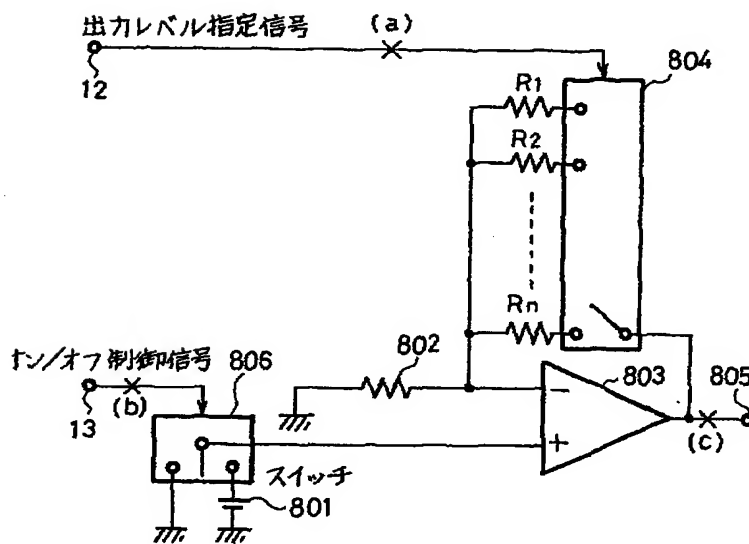 出力レベル指定信号
(a)
12
804
R1
R2
Rn
オン/オフ制御信号
806
802
803
805
13
(b)
(c)
スイッチ
801
−
+